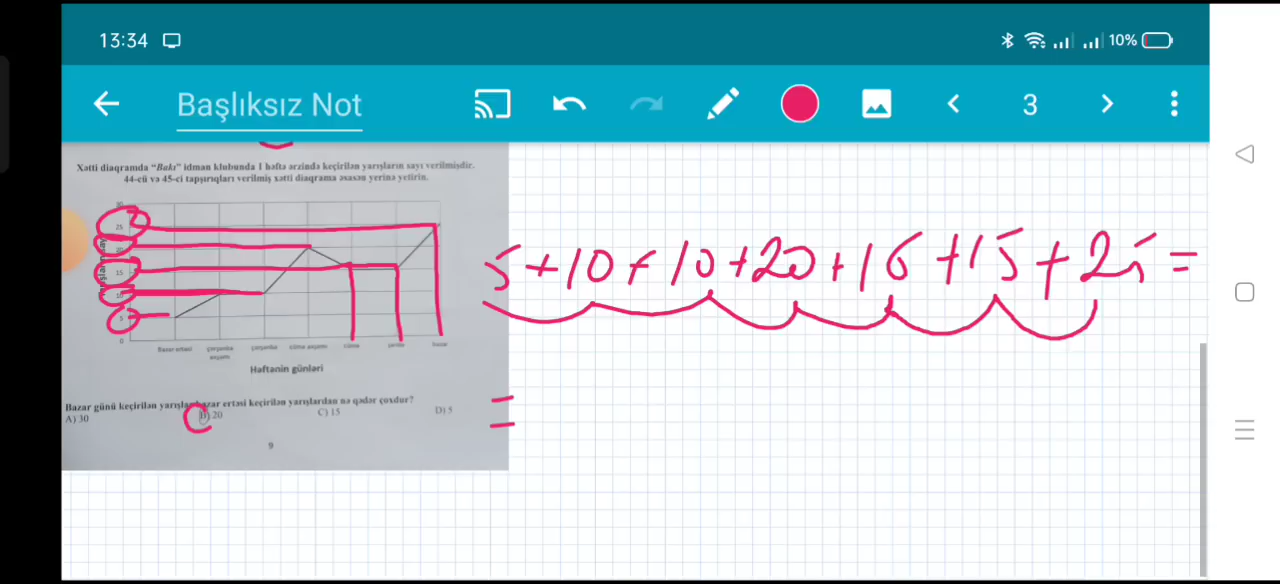 13:34
10%
Başlıksız Not
3
Xətti diaqramda "Bakı" idman klubunda 1 həftə ərzində keçirilən yarışların sayı verilmişdir.
44-cü və 45-ci tapşırıqları verilmiş xətti diaqrama əsasən yerinə yetirin.
30
25
20
15
10
5
0
Bazar ertəsi çərşənbə axşamı çərşənbə cümə axşamı cümə şənbə bazar
Həftənin günləri
5+10+10+20+15+15+25=
=
Bazar günü keçirilən yarışlar bazar ertəsi keçirilən yarışlardan nə qədər çoxdur?
A) 30 B) 20 C) 15 D) 5
9